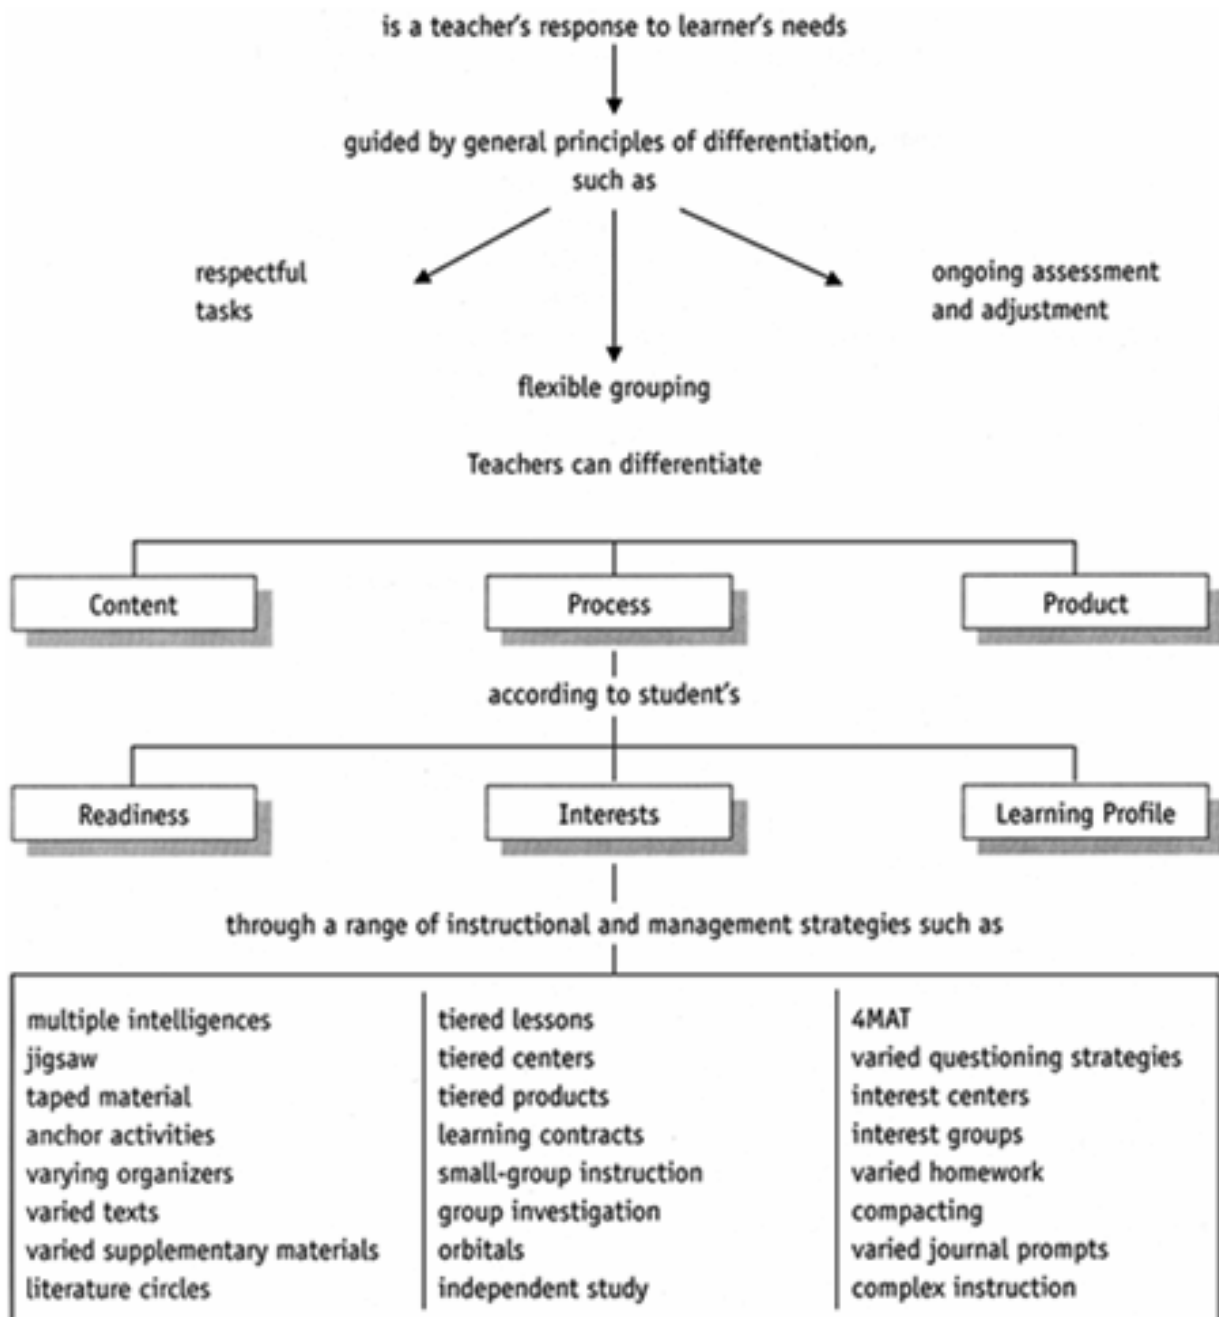 is a teacher's response to learner's needs
guided by general principles of differentiation,
such as
respectful
tasks
ongoing assessment
and adjustment
flexible grouping
Teachers can differentiate
Content
Process
Product
according to student's
Readiness
Interests
Learning Profile
through a range of instructional and management strategies such as
multiple intelligences
jigsaw
taped material
anchor activities
varying organizers
varied texts
varied supplementary materials
literature circles
tiered lessons
tiered centers
tiered products
learning contracts
small-group instruction
group investigation
orbitals
independent study
4MAT
varied questioning strategies
interest centers
interest groups
varied homework
compacting
varied journal prompts
complex instruction